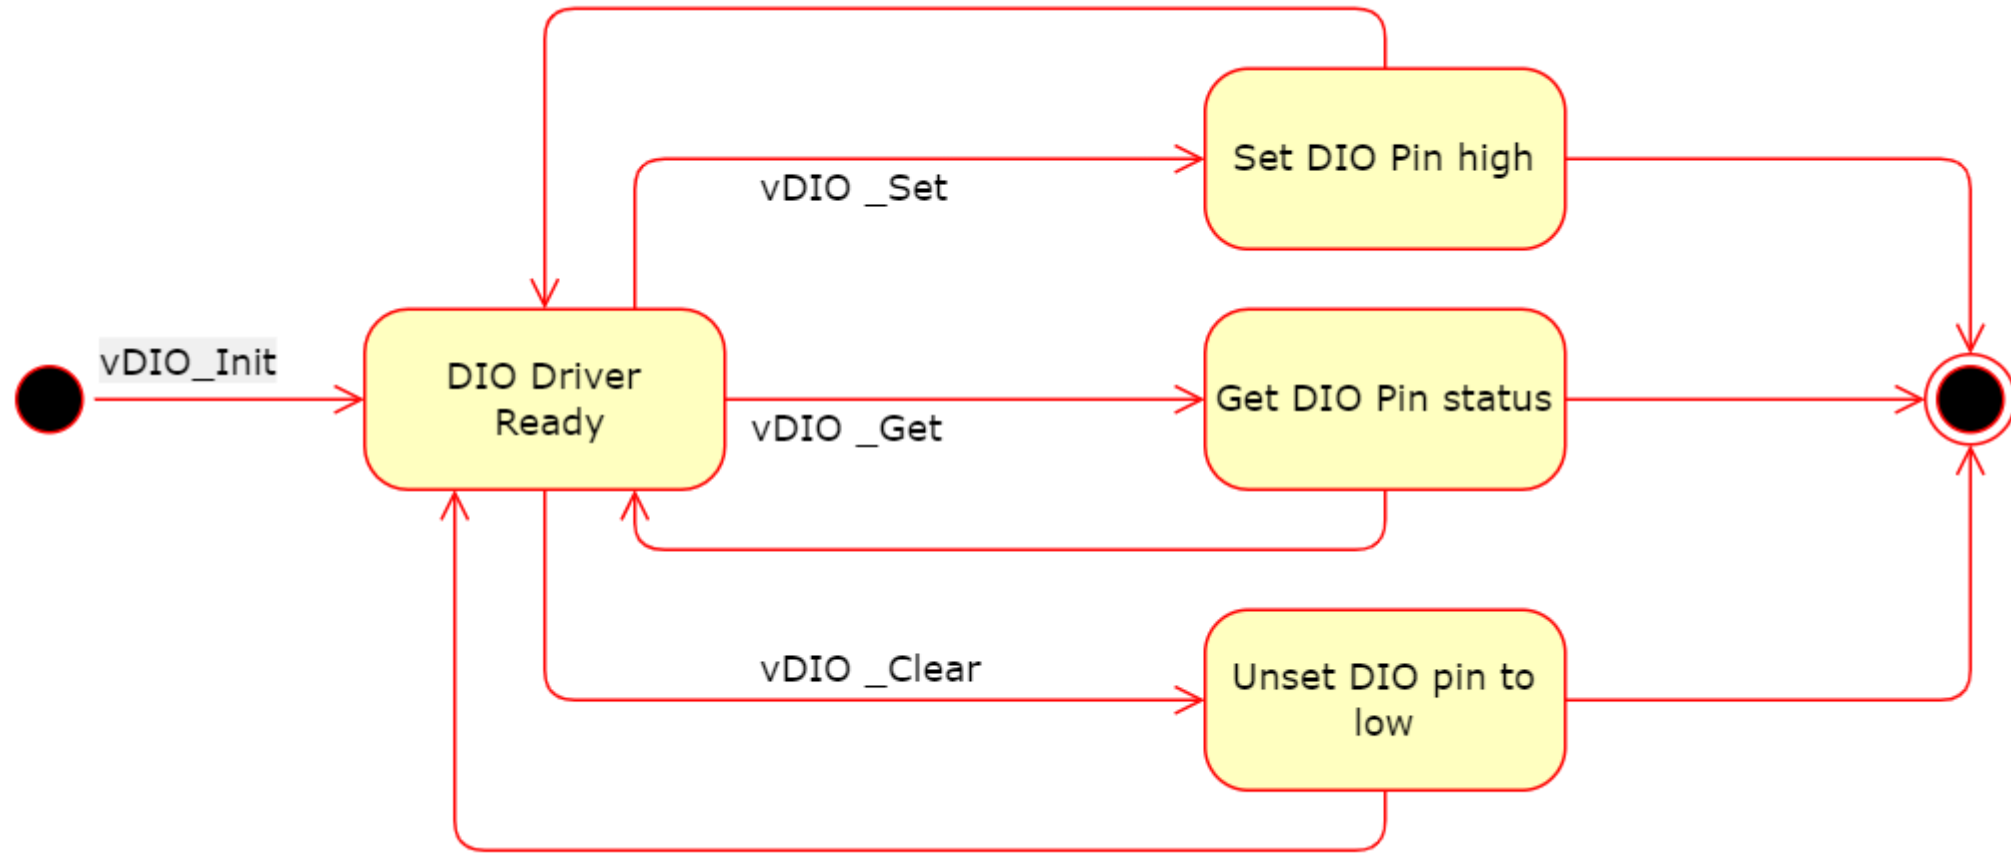 Set DIO Pin high
vDIO _Set
vDIO_Init
DIO Driver
Ready
Get DIO Pin status
vDIO _Get
vDIO _Clear
Unset DIO pin to
low